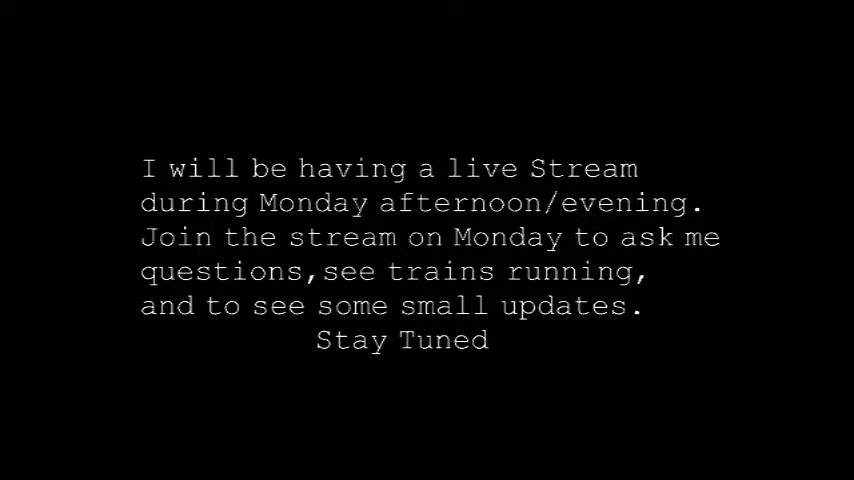 I will be having a live Stream
during Monday afternoon/evening.
Join the stream on Monday to ask me
questions,see trains running,
and to see some small updates.
Stay Tuned